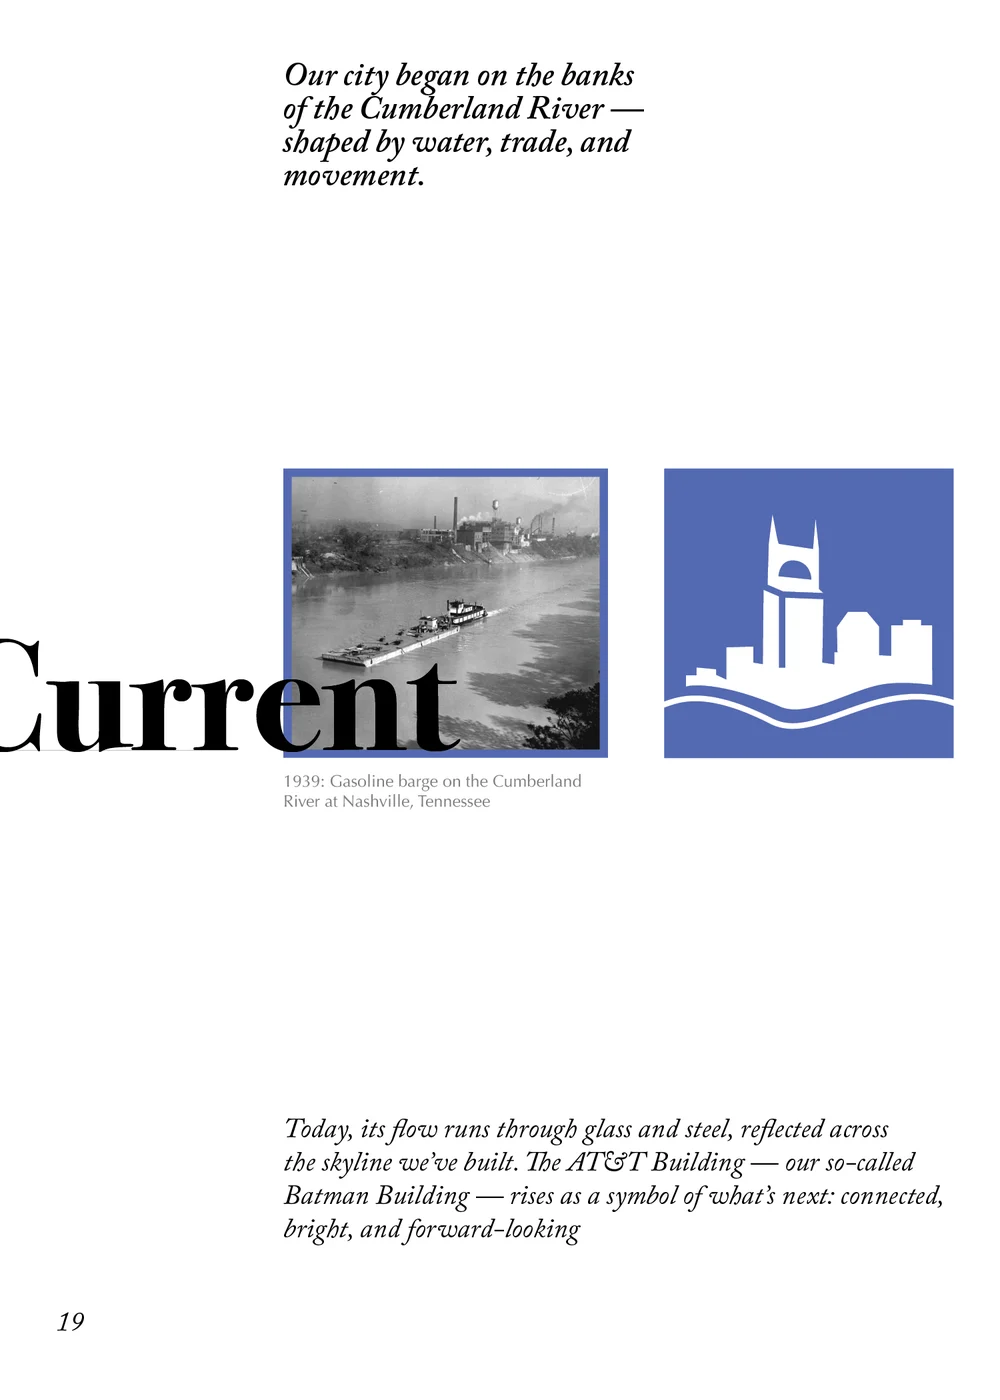 Our city began on the banks
of the Cumberland River —
shaped by water, trade, and
movement.
Current
1939: Gasoline barge on the Cumberland
River at Nashville, Tennessee
Today, its flow runs through glass and steel, reflected across
the skyline we’ve built. The AT&T Building — our so-called
Batman Building — rises as a symbol of what’s next: connected,
bright, and forward-looking
19